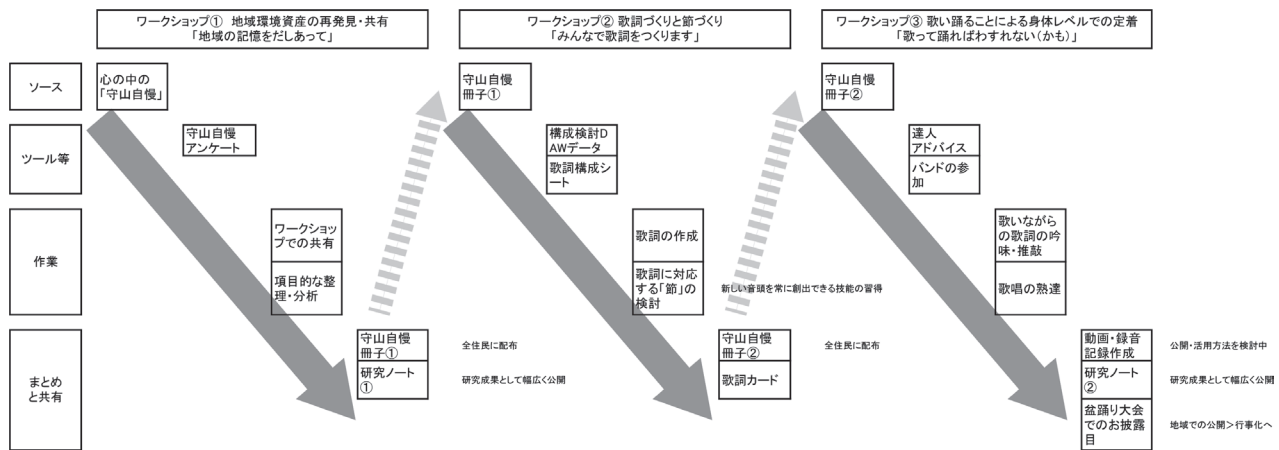 ワークショップ① 地域環境資産の再発見・共有
「地域の記憶をだしあって」
ワークショップ② 歌詞づくりと節づくり
「みんなで歌詞をつくります」
ワークショップ③ 歌い踊ることによる身体レベルでの定着
「歌って踊ればわすれない(かも)」
ソース
心の中の
「守山自慢」
守山自慢
冊子①
守山自慢
冊子②
ツール等
守山自慢
アンケート
構成検討D
AWデータ
歌詞構成シ
ート
達人
アドバイス
バンドの参
加
作業
ワークショッ
プでの共有
項目的な整
理・分析
歌詞の作成
歌詞に対応
する「節」の
検討
新しい音頭を常に創出できる技能の習得
歌いながら
の歌詞の吟
味・推敲
歌唱の熟達
まとめ
と共有
守山自慢
冊子①
全住民に配布
研究ノート
①
研究成果として幅広く公開
守山自慢
冊子②
全住民に配布
歌詞カード
動画・録音
記録作成
公開・活用方法を検討中
研究ノート
②
研究成果として幅広く公開
盆踊り大会
でのお披露
目
地域での公開>行事化へ